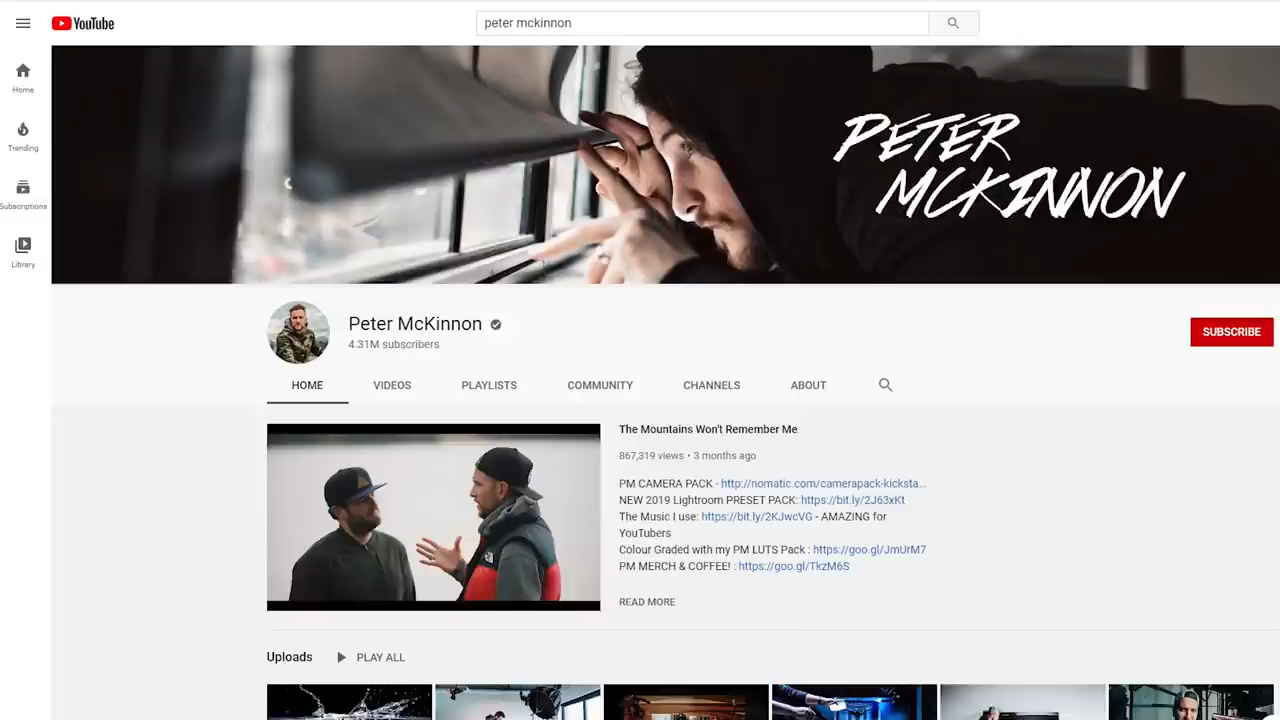 YouTube
peter mckinnon
Home
Trending
Subscriptions
Library
PETER
MCKINNON
Peter McKinnon
4.31M subscribers
SUBSCRIBE
HOME VIDEOS PLAYLISTS COMMUNITY CHANNELS ABOUT
The Mountains Won't Remember Me
867,319 views • 3 months ago
PM CAMERA PACK - http://nomatic.com/camerapack-kicksta...
NEW 2019 Lightroom PRESET PACK: https://bit.ly/2J63xKt
The Music I use: https://bit.ly/2KJwcVG - AMAZING for
YouTubers
Colour Graded with my PM LUTS Pack : https://goo.gl/JmUrM7
PM MERCH & COFFEE! : https://goo.gl/TkzM6S
READ MORE
Uploads PLAY ALL